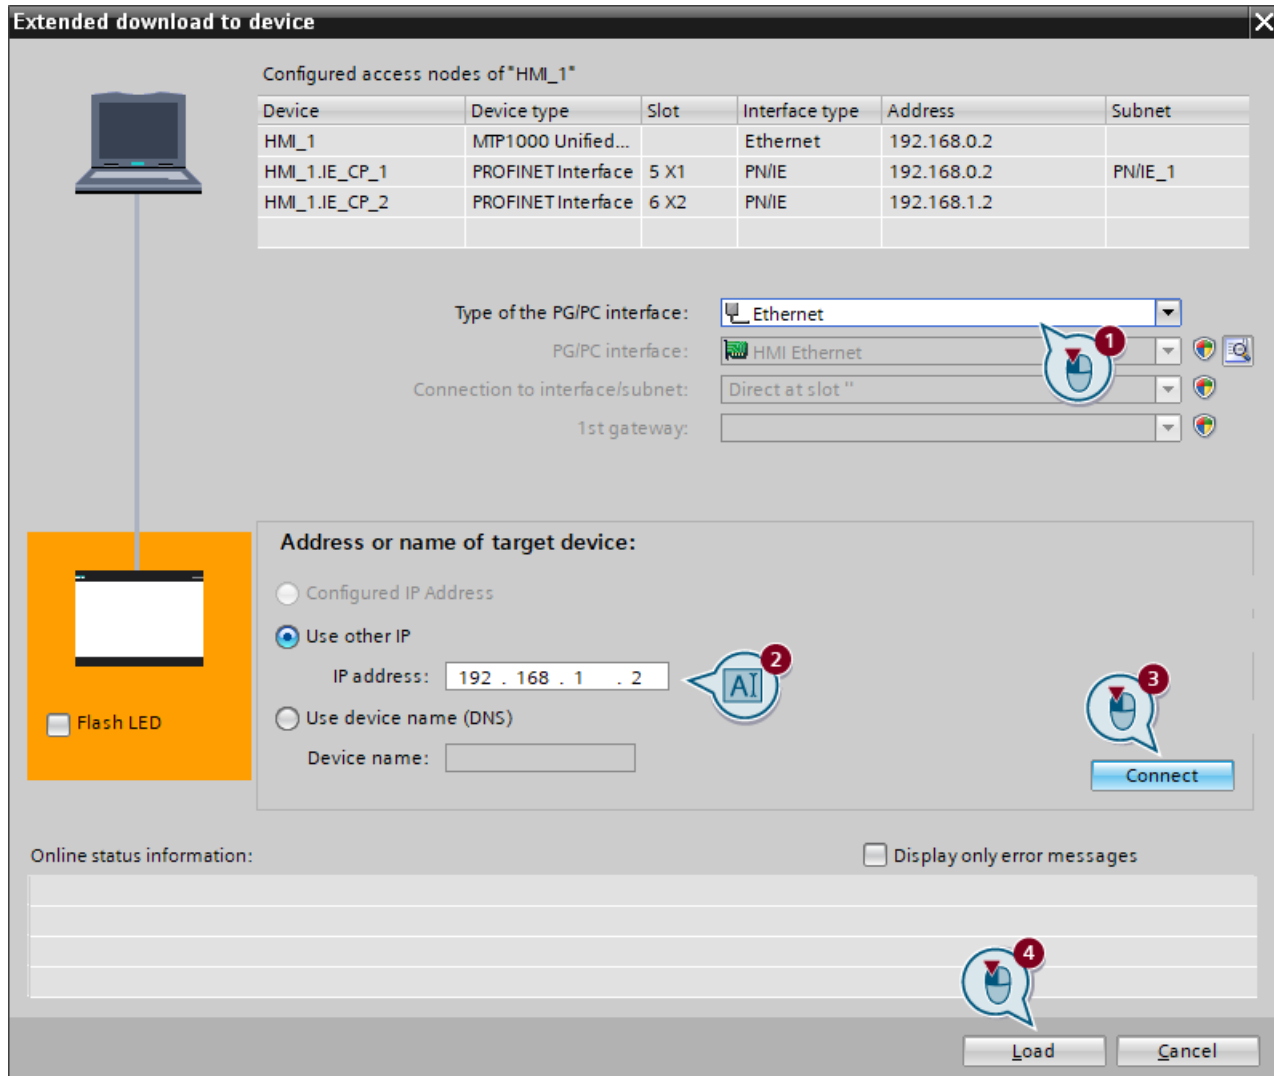 Extended download to device
Configured access nodes of "HMI_1"
Device Device type Slot Interface type Address Subnet
HMI_1 MTP1000 Unified... Ethernet 192.168.0.2
HMI_1.IE_CP_1 PROFINET Interface 5 X1 PN/IE 192.168.0.2 PN/IE_1
HMI_1.IE_CP_2 PROFINET Interface 6 X2 PN/IE 192.168.1.2
Type of the PG/PC interface: Ethernet
1
PG/PC interface: HMI Ethernet
Connection to interface/subnet: Direct at slot ''
1st gateway:
Address or name of target device:
Configured IP Address
Use other IP
2
IP address: 192 . 168 . 1 . 2
AI
3
Flash LED
Use device name (DNS)
Device name:
Connect
Online status information:
Display only error messages
4
Load Cancel